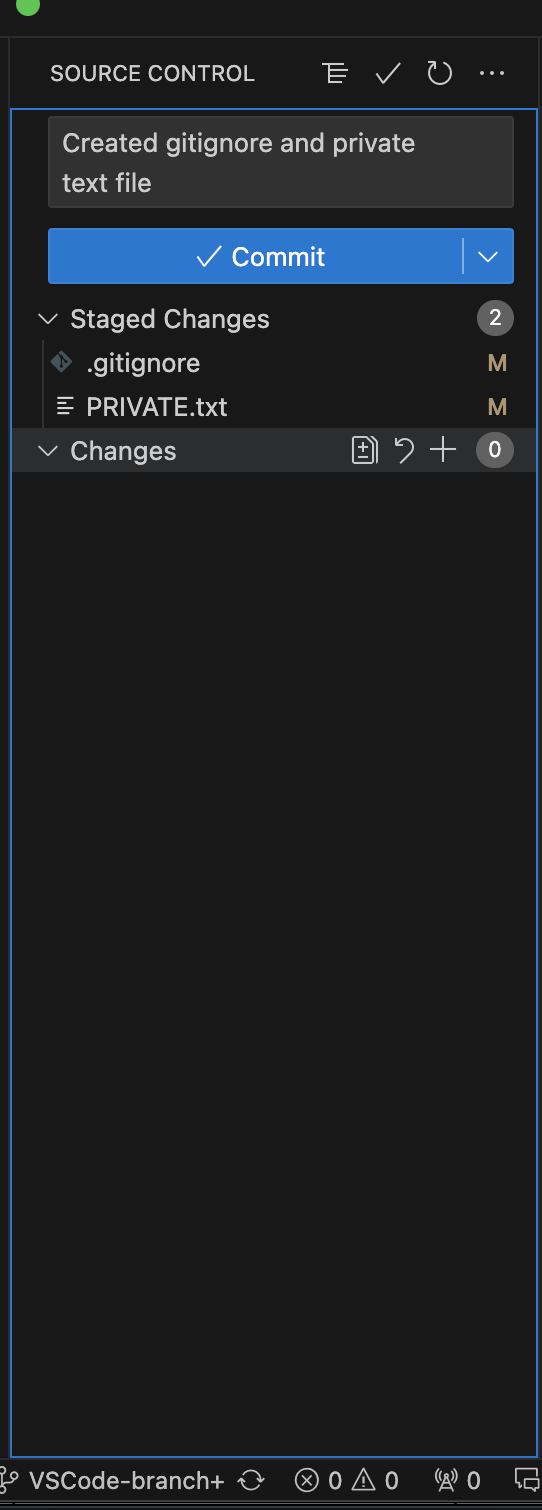 SOURCE CONTROL
Created gitignore and private
text file
Commit
Staged Changes 2
.gitignore M
PRIVATE.txt M
Changes 0
VSCode-branch+ 0 0 0